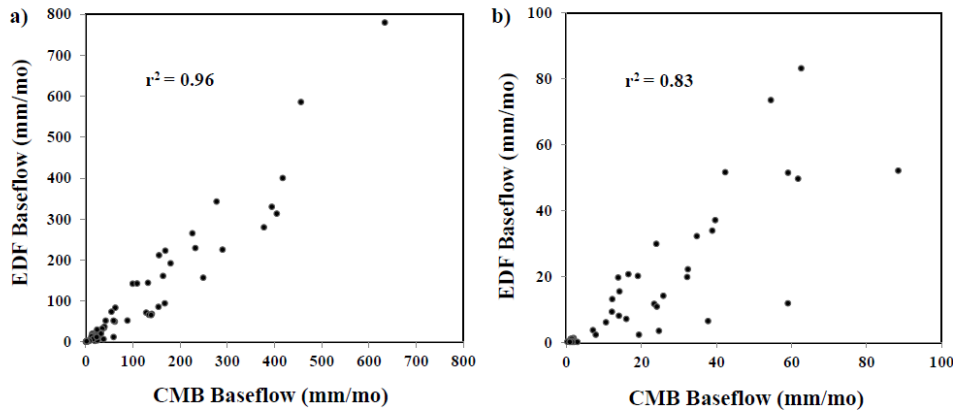 a)
800
700
600
500
400
300
200
100
0
EDF Baseflow (mm/mo)
r² = 0.96
0 100 200 300 400 500 600 700 800
CMB Baseflow (mm/mo)
b)
100
80
60
40
20
0
EDF Baseflow (mm/mo)
r² = 0.83
0 20 40 60 80 100
CMB Baseflow (mm/mo)